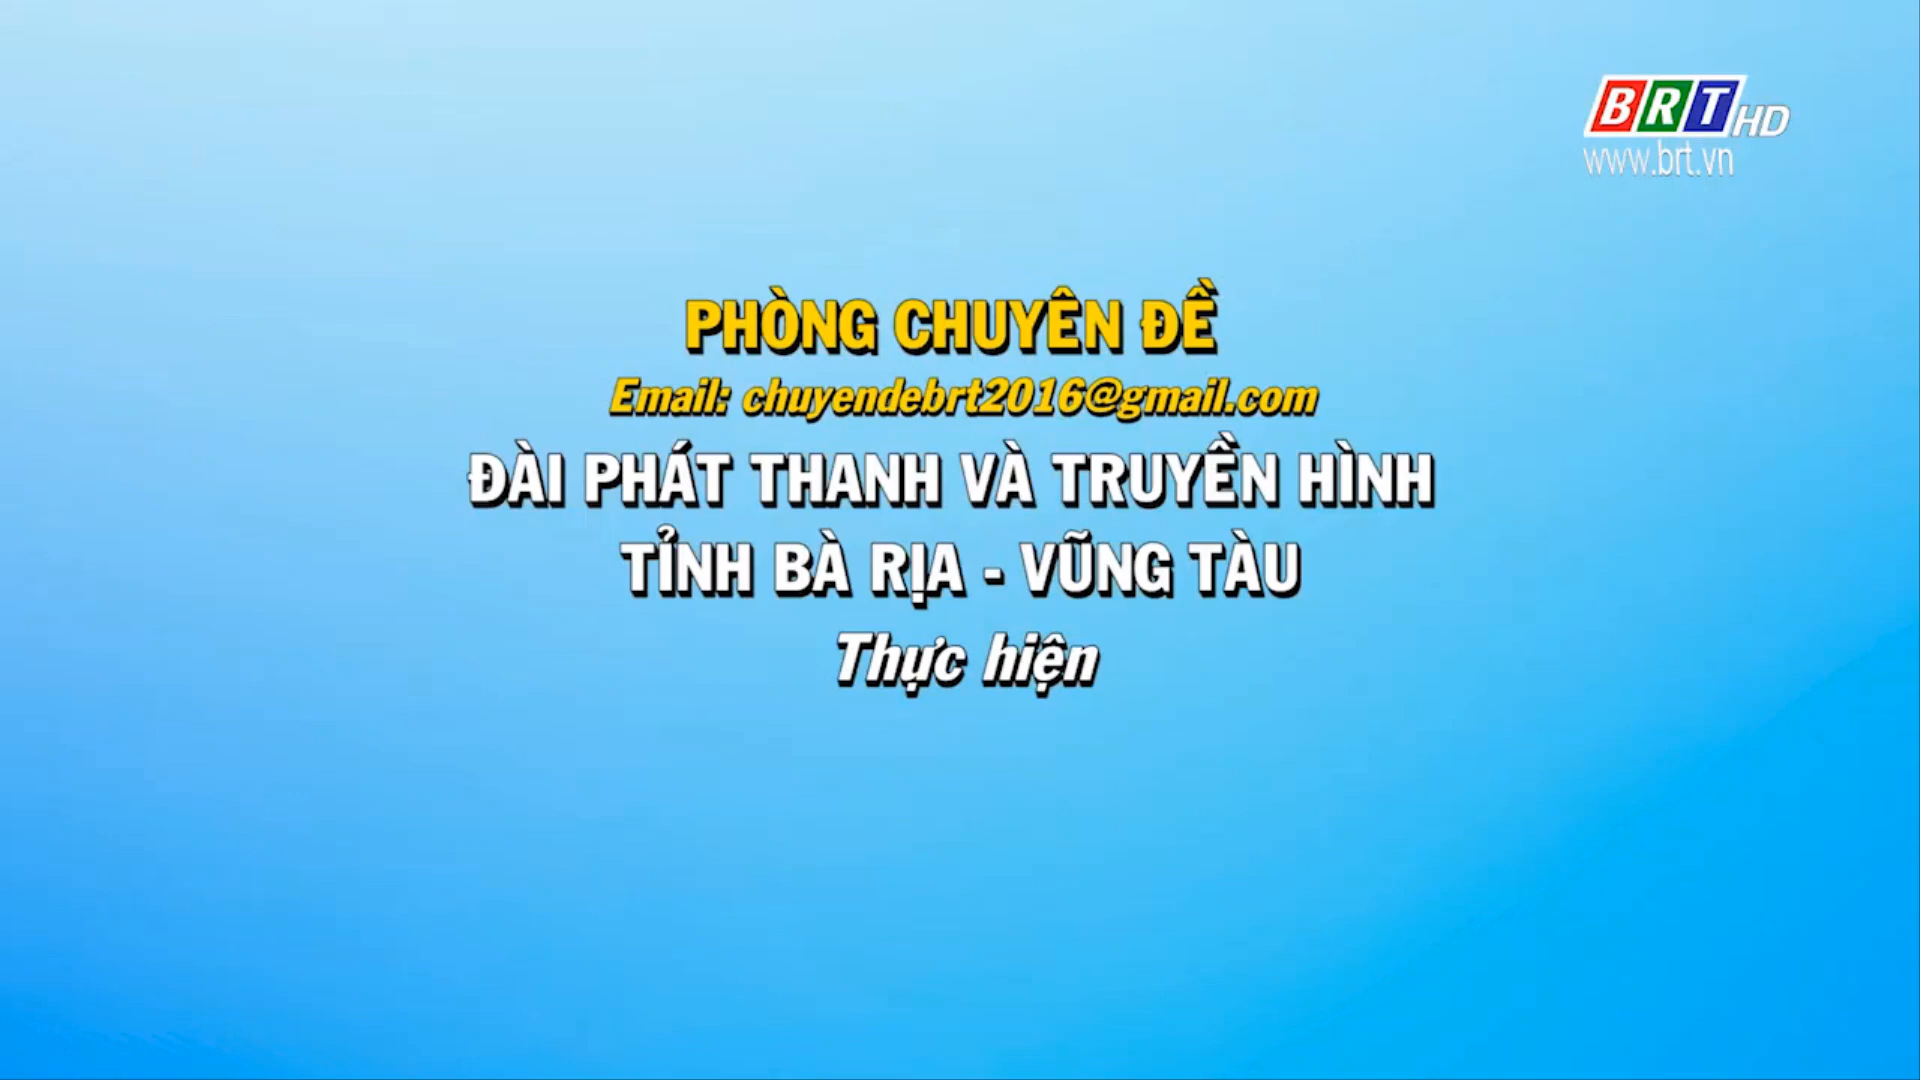 BRT HD
www.brt.vn
PHÒNG CHUYÊN ĐỀ
Email: chuyendebrt2016@gmail.com
ĐÀI PHÁT THANH VÀ TRUYỀN HÌNH
TỈNH BÀ RỊA - VŨNG TÀU
Thực hiện